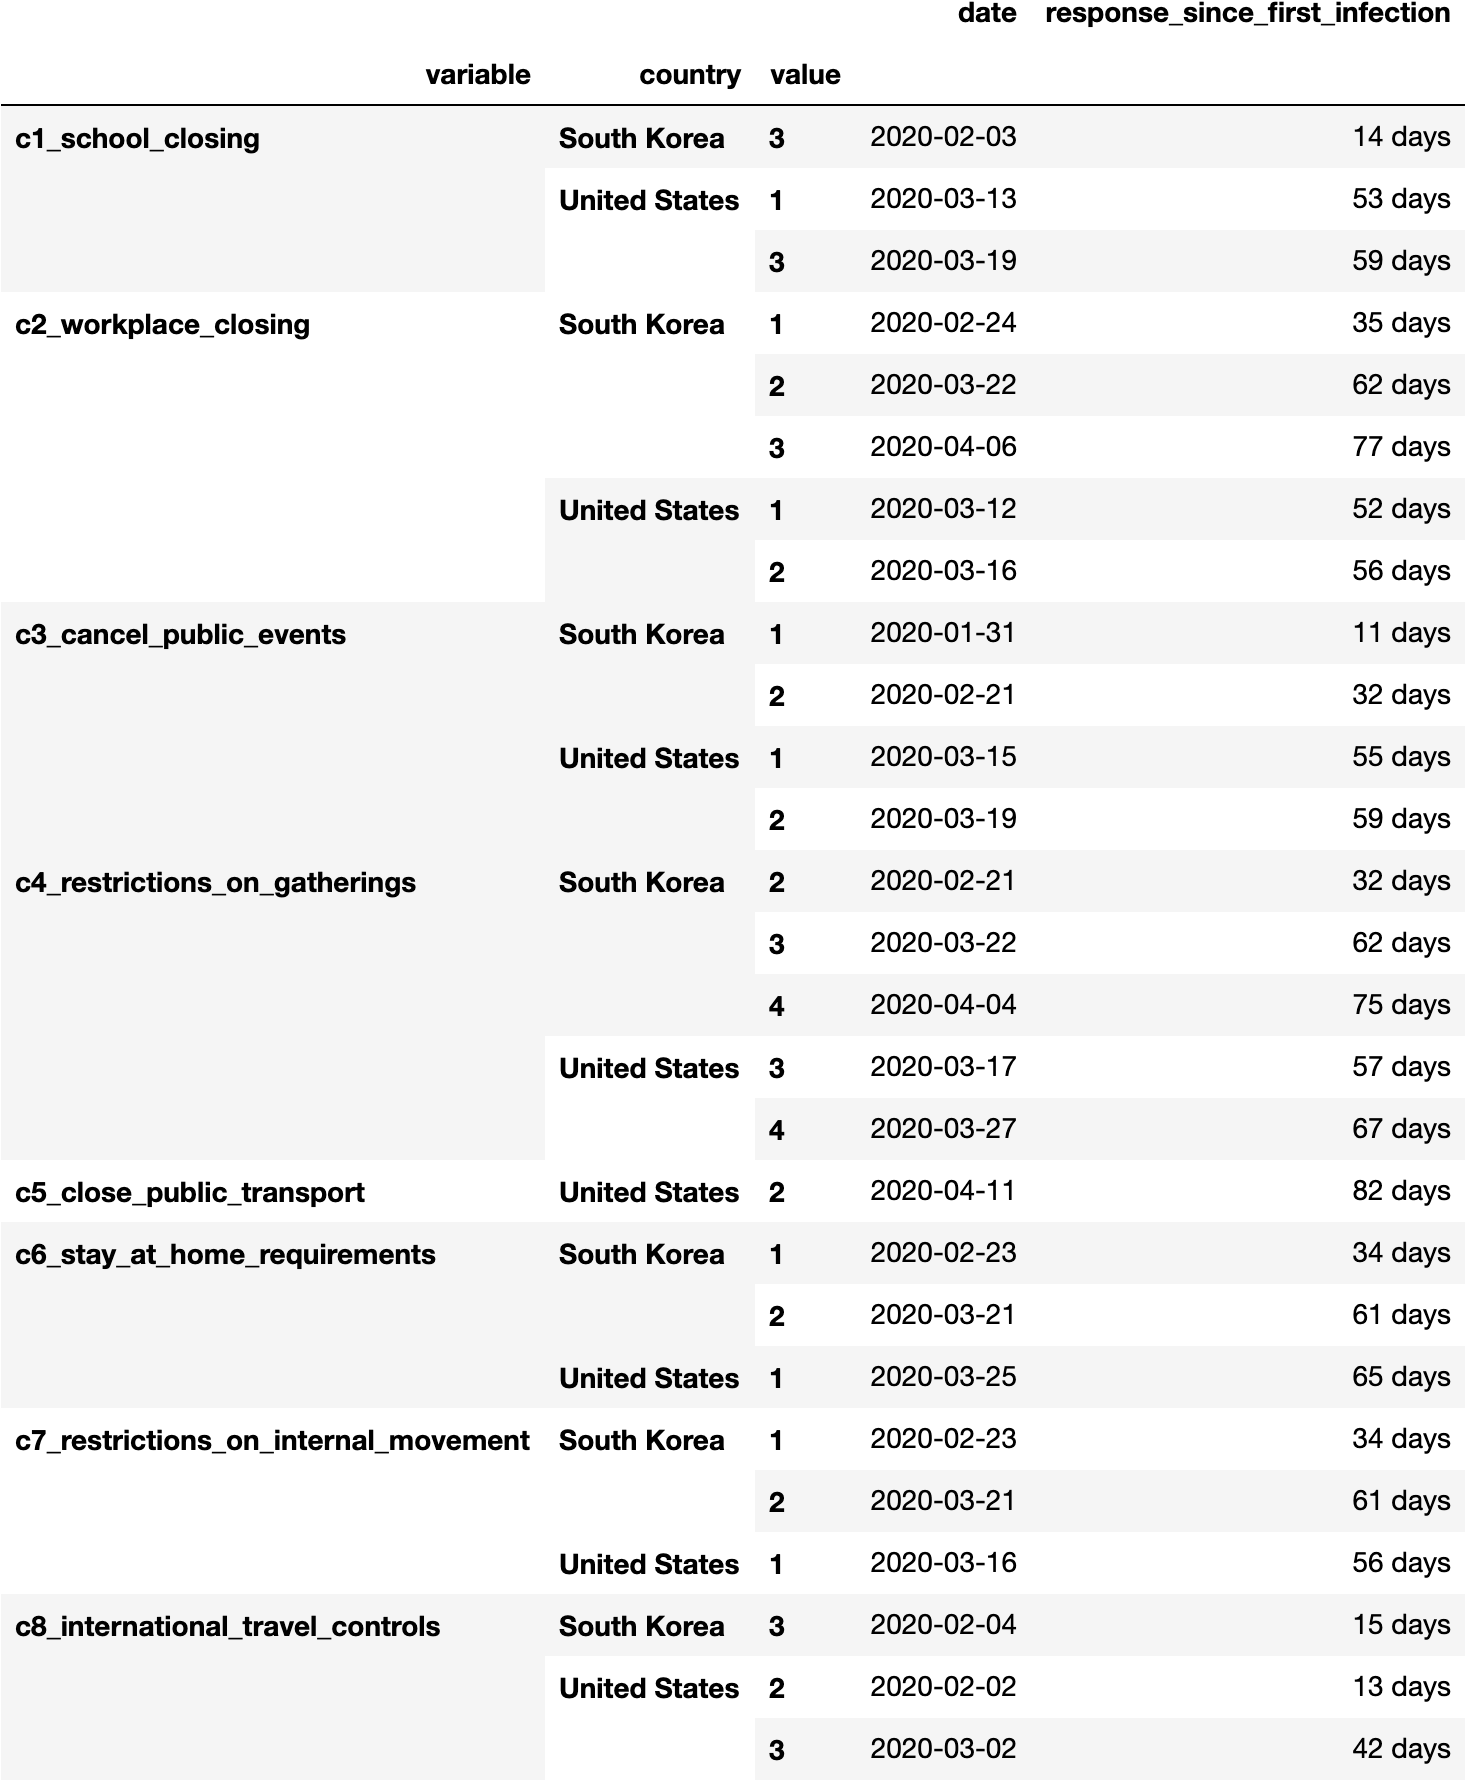 date response_since_first_infection
variable country value
c1_school_closing South Korea 3 2020-02-03 14 days
United States 1 2020-03-13 53 days
3 2020-03-19 59 days
c2_workplace_closing South Korea 1 2020-02-24 35 days
2 2020-03-22 62 days
3 2020-04-06 77 days
United States 1 2020-03-12 52 days
2 2020-03-16 56 days
c3_cancel_public_events South Korea 1 2020-01-31 11 days
2 2020-02-21 32 days
United States 1 2020-03-15 55 days
2 2020-03-19 59 days
c4_restrictions_on_gatherings South Korea 2 2020-02-21 32 days
3 2020-03-22 62 days
4 2020-04-04 75 days
United States 3 2020-03-17 57 days
4 2020-03-27 67 days
c5_close_public_transport United States 2 2020-04-11 82 days
c6_stay_at_home_requirements South Korea 1 2020-02-23 34 days
2 2020-03-21 61 days
United States 1 2020-03-25 65 days
c7_restrictions_on_internal_movement South Korea 1 2020-02-23 34 days
2 2020-03-21 61 days
United States 1 2020-03-16 56 days
c8_international_travel_controls South Korea 3 2020-02-04 15 days
United States 2 2020-02-02 13 days
3 2020-03-02 42 days